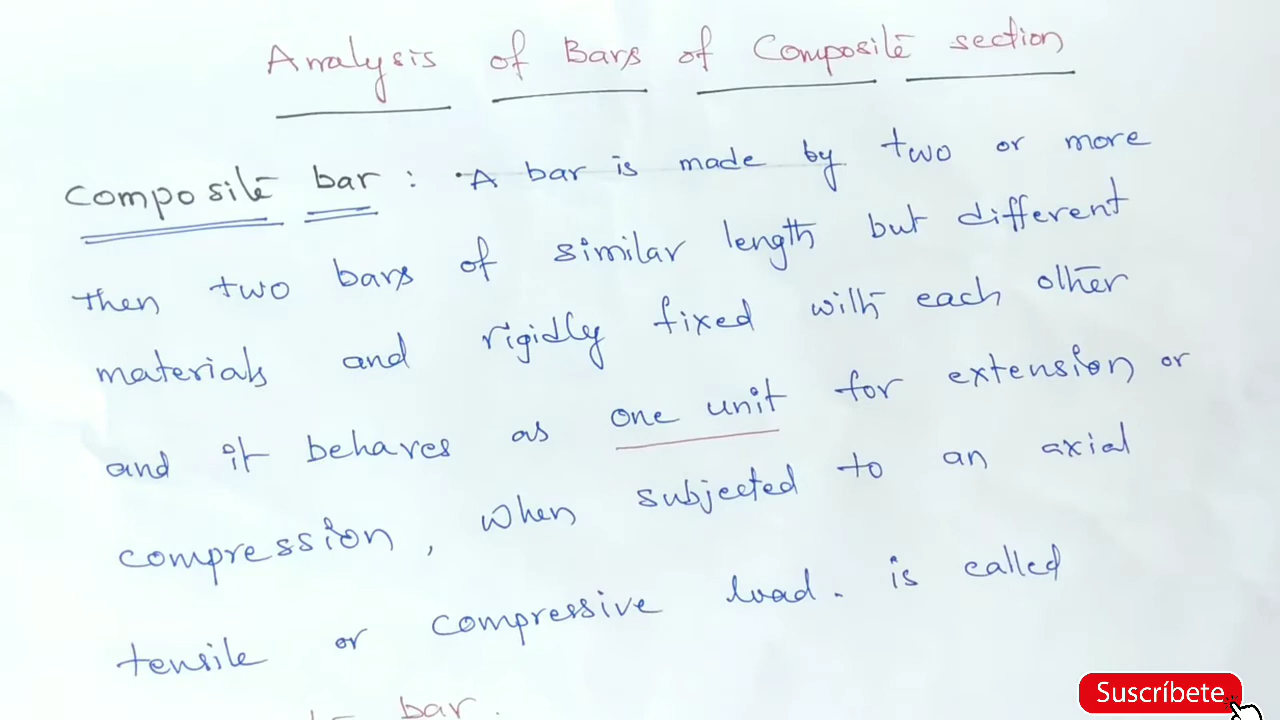 Analysis of Bars of Composite section
Composite bar : A bar is made by two or more
then two bars of similar length but different
materials and rigidly fixed with each other
and it behaves as one unit for extension or
compression, when subjected to an axial
tensile or compressive load. is called
bar.
Suscríbete